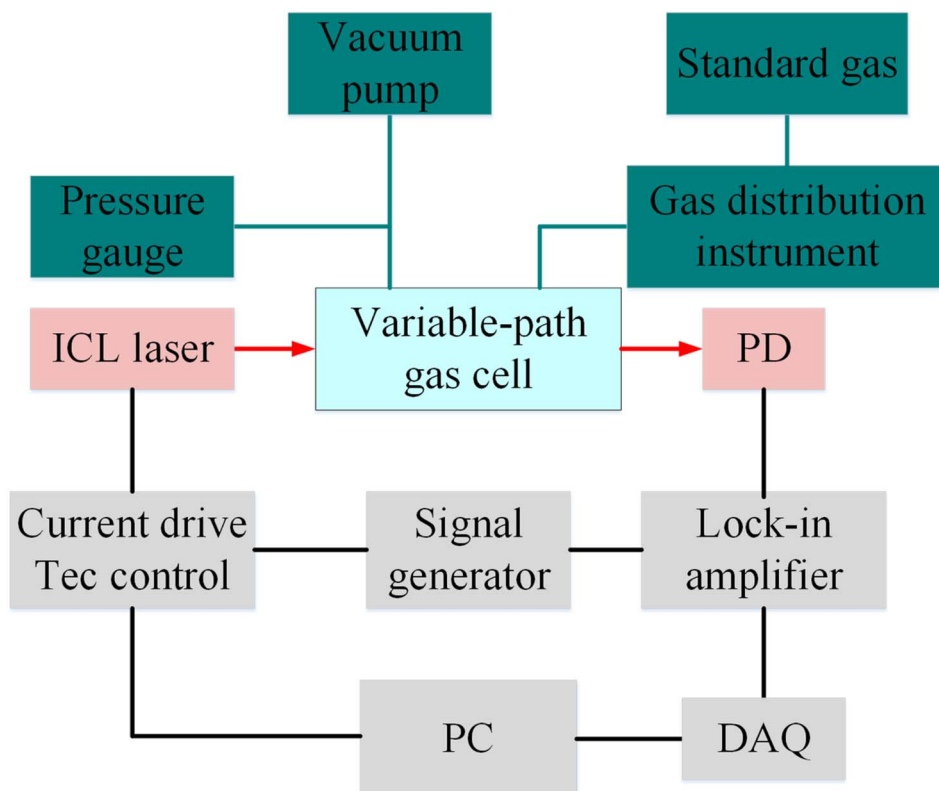 Vacuum
pump
Standard gas
Pressure
gauge
Gas distribution
instrument
ICL laser
Variable-path
gas cell
PD
Current drive
Tec control
Signal
generator
Lock-in
amplifier
PC
DAQ